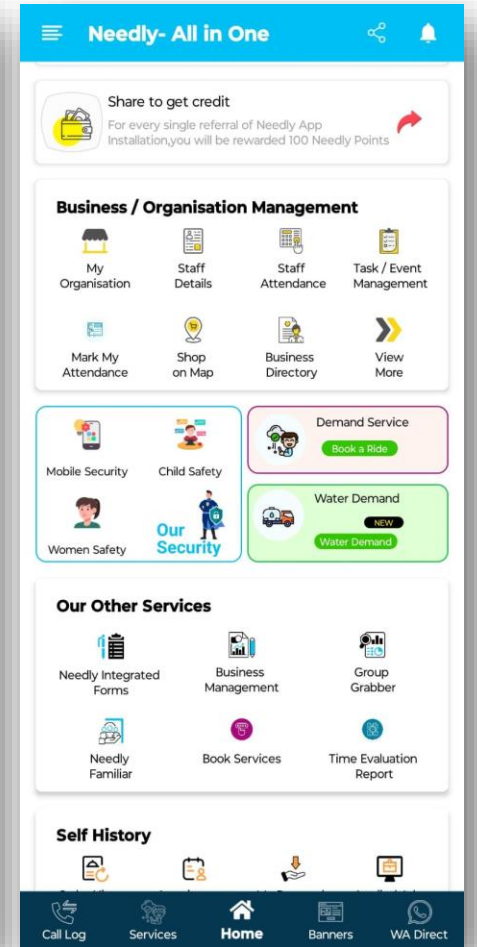 Needly- All in One
Share to get credit
For every single referral of Needly App
Installation,you will be rewarded 100 Needly Points
Business / Organisation Management
My
Organisation
Staff
Details
Staff
Attendance
Task / Event
Management
Mark My
Attendance
Shop
on Map
Business
Directory
View
More
Mobile Security
Child Safety
Women Safety
Our
Security
Demand Service
Book a Ride
Water Demand
NEW
Water Demand
Our Other Services
Needly Integrated
Forms
Business
Management
Group
Grabber
Needly
Familiar
Book Services
Time Evaluation
Report
Self History
Call Log
Services
Home
Banners
WA Direct